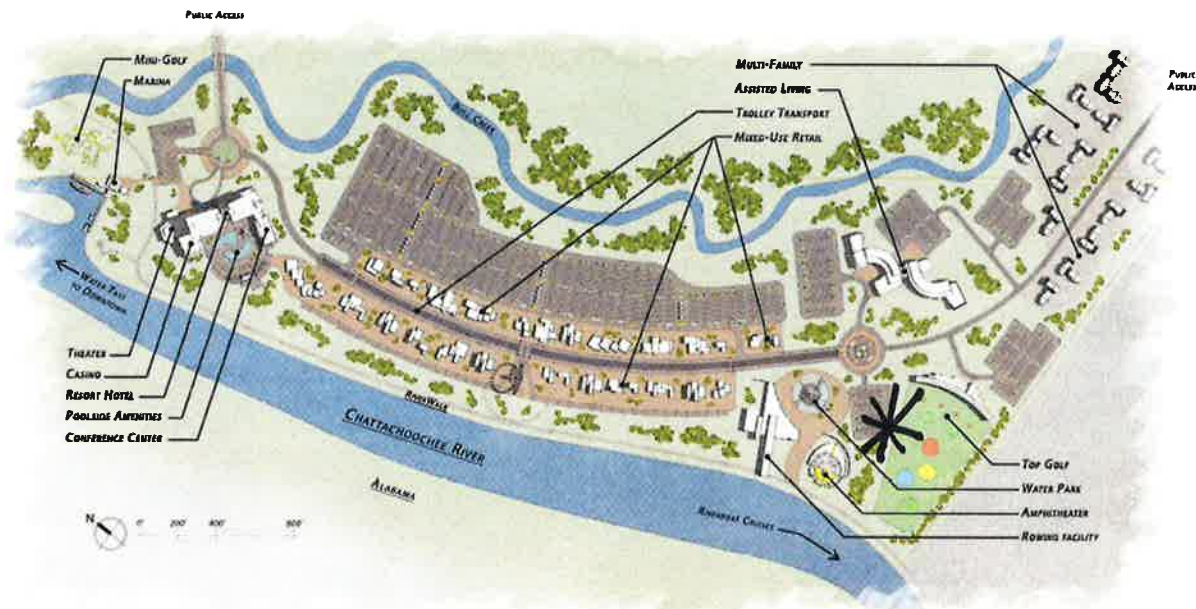 Public Access
Mini-Golf
Marina
Multi-Family
Assisted Living
Trolley Transport
Mixed-Use Retail
Public
Access
Bull Creek
Water Taxi
to Downtown
Theater
Casino
Resort Hotel
Poolside Amenities
Conference Center
RiverWalk
Chattachoochee River
Alabama
Riverboat Cruises
Top Golf
Water Park
Amphitheater
Rowing Facility
N
0' 200 400 800